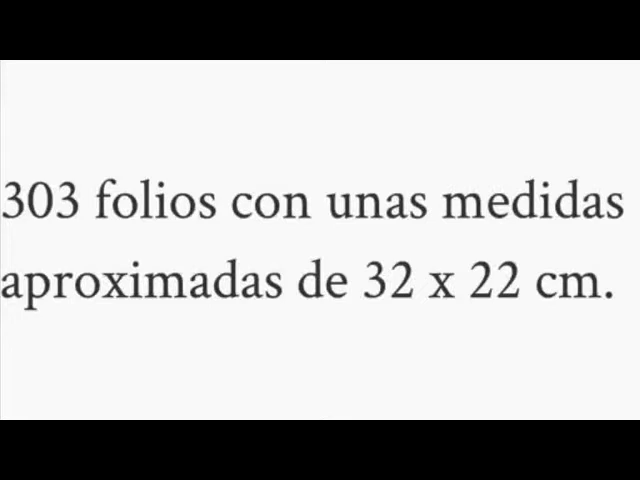 303 folios con unas medidas
aproximadas de 32 x 22 cm.